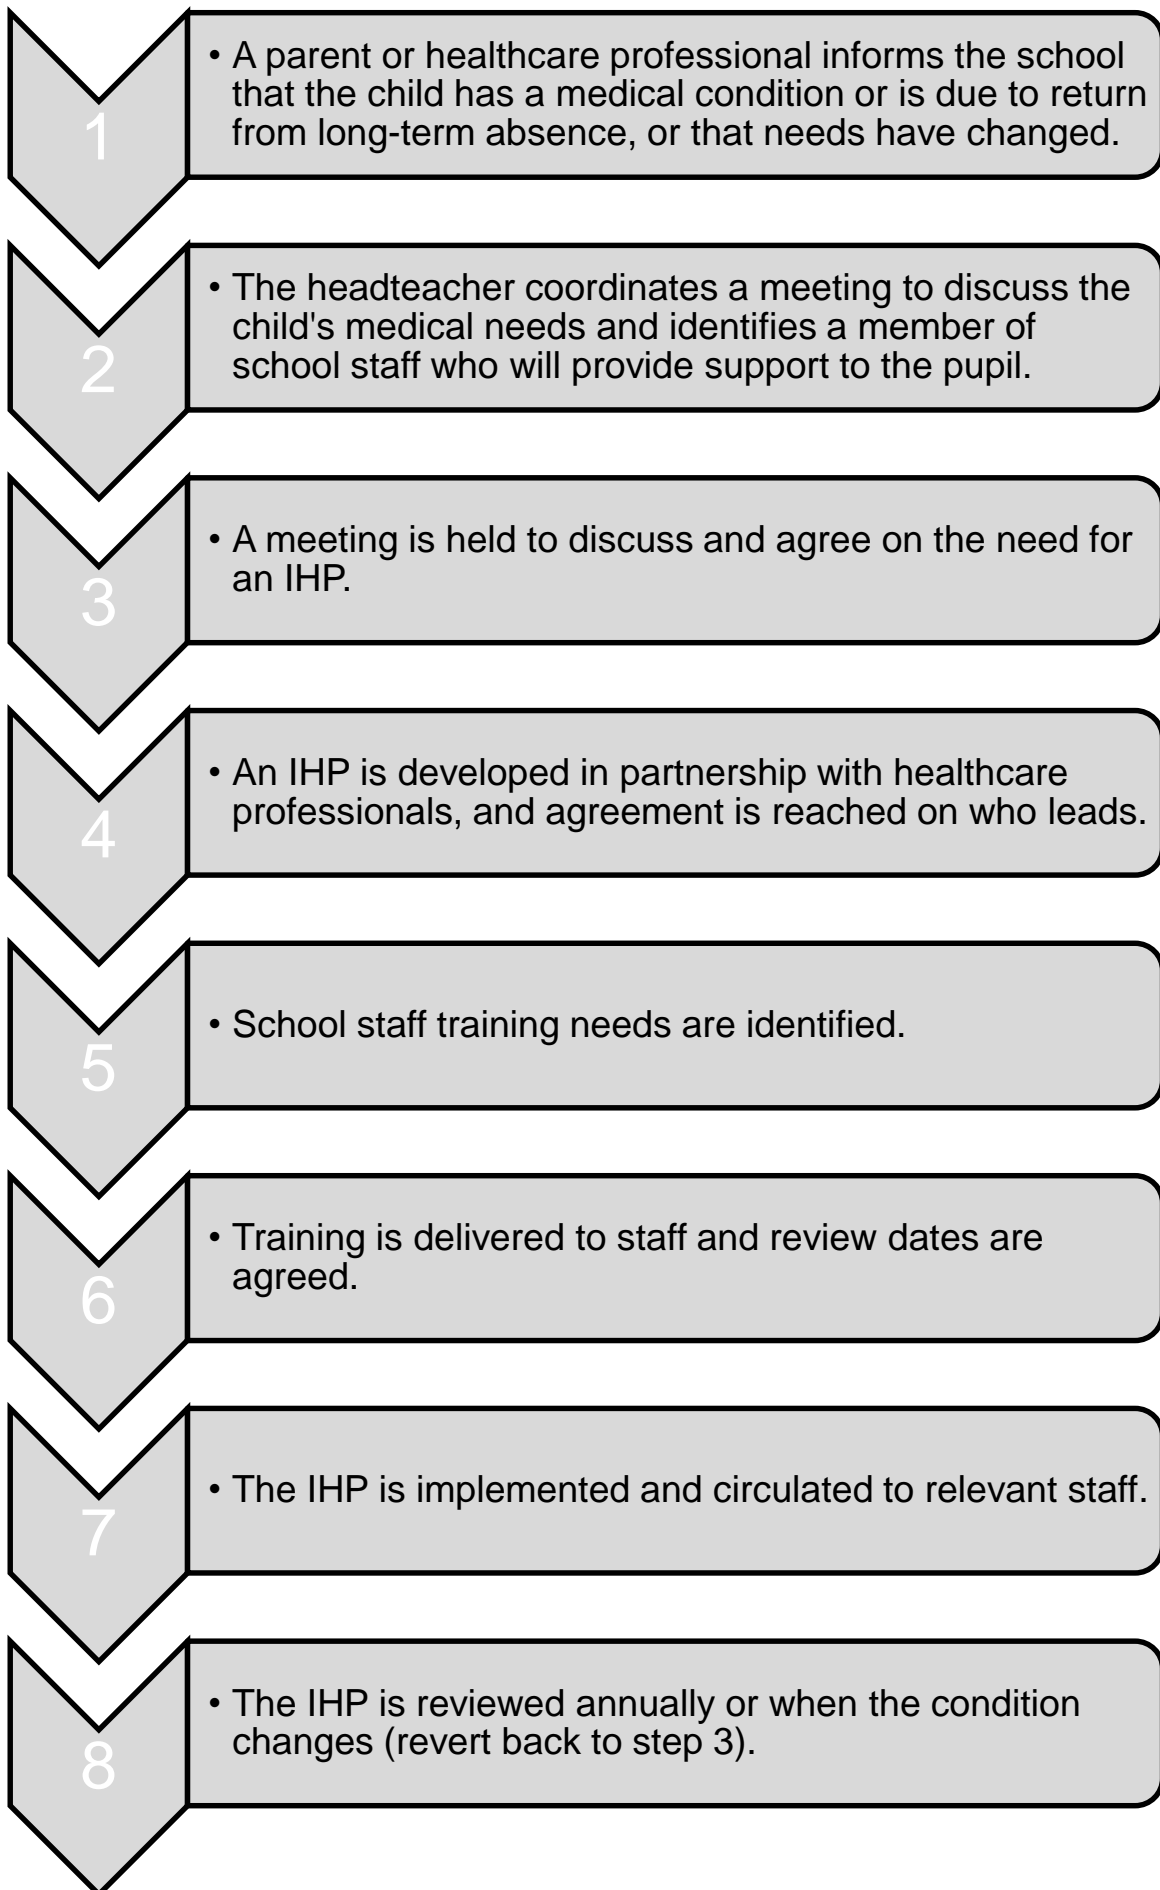 1
• A parent or healthcare professional informs the school
that the child has a medical condition or is due to return
from long-term absence, or that needs have changed.
2
• The headteacher coordinates a meeting to discuss the
child's medical needs and identifies a member of
school staff who will provide support to the pupil.
3
• A meeting is held to discuss and agree on the need for
an IHP.
4
• An IHP is developed in partnership with healthcare
professionals, and agreement is reached on who leads.
5
• School staff training needs are identified.
6
• Training is delivered to staff and review dates are
agreed.
7
• The IHP is implemented and circulated to relevant staff.
8
• The IHP is reviewed annually or when the condition
changes (revert back to step 3).